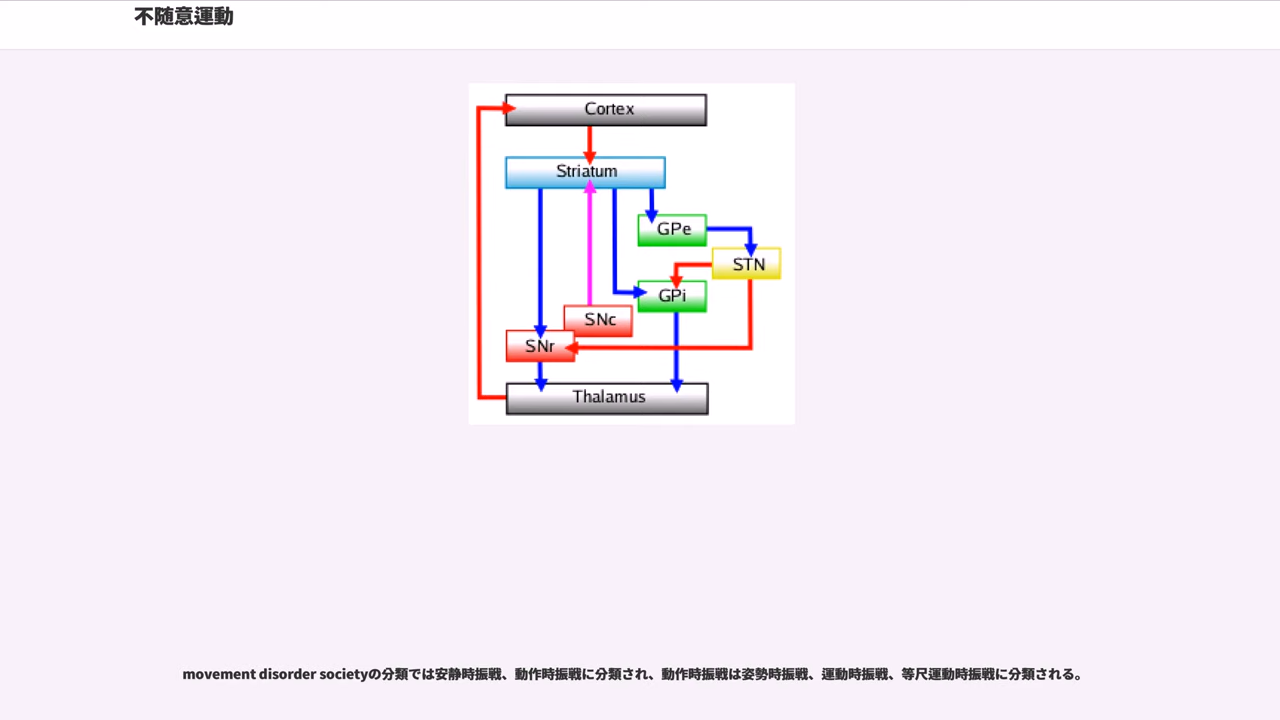 不随意運動
Cortex
Striatum
GPe
STN
GPi
SNc
SNr
Thalamus
movement disorder societyの分類では安静時振戦、動作時振戦に分類され、動作時振戦は姿勢時振戦、運動時振戦、等尺運動時振戦に分類される。